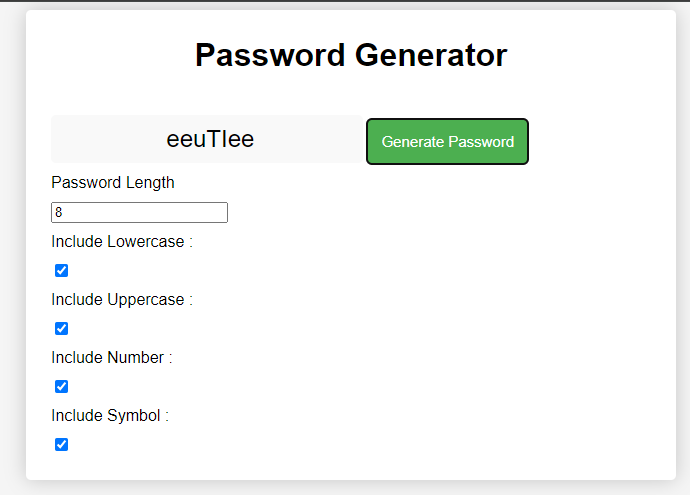 Password Generator
eeuTIee
Generate Password
Password Length
8
Include Lowercase :
Include Uppercase :
Include Number :
Include Symbol :